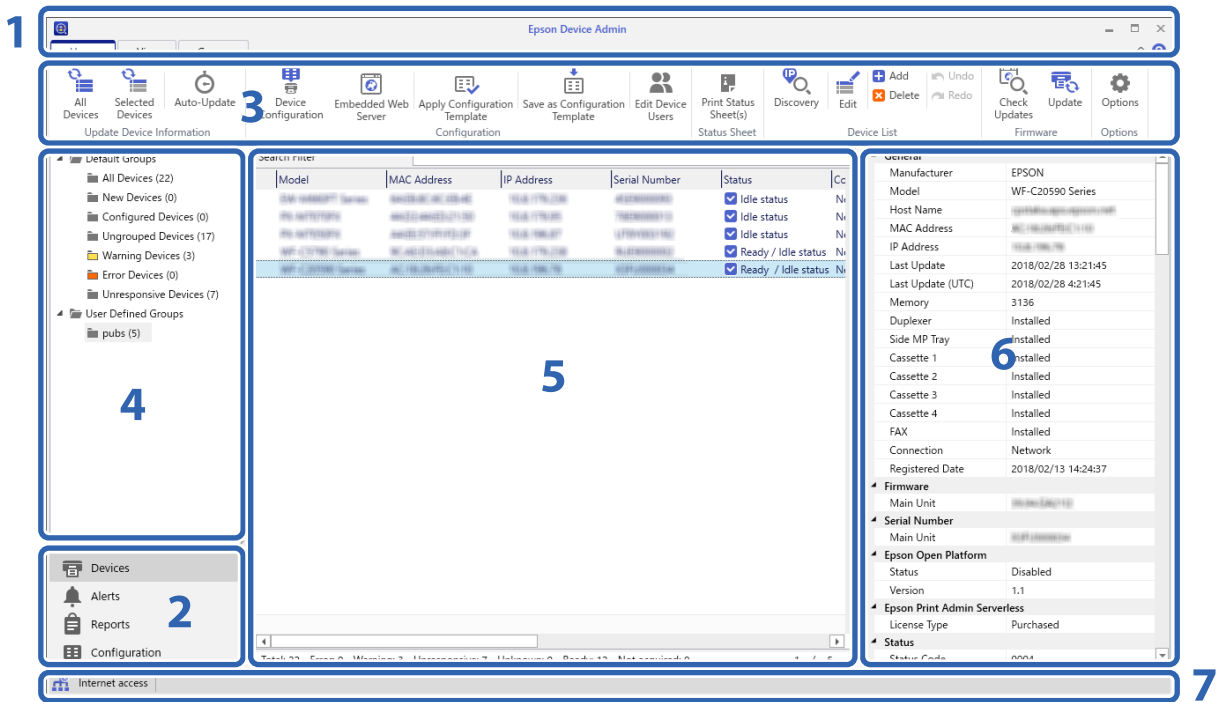 1
Epson Device Admin
All Devices
Selected Devices
Auto-Update
Update Device Information
3
Device Configuration
Embedded Web Server
Apply Configuration Template
Save as Configuration Template
Edit Device Users
Configuration
Print Status Sheet(s)
Status Sheet
Discovery
Edit
Add
Delete
Undo
Redo
Device List
Check Updates
Update
Firmware
Options
Options
Default Groups
All Devices (22)
New Devices (0)
Configured Devices (0)
Ungrouped Devices (17)
Warning Devices (3)
Error Devices (0)
Unresponsive Devices (7)
User Defined Groups
pubs (5)
4
Devices
Alerts
Reports
Configuration
2
Search Filter
Model MAC Address IP Address Serial Number Status
Idle status
Idle status
Idle status
Ready / Idle status
Ready / Idle status
5
General
Manufacturer EPSON
Model WF-C20590 Series
Host Name
MAC Address
IP Address
Last Update 2018/02/28 13:21:45
Last Update (UTC) 2018/02/28 4:21:45
Memory 3136
Duplexer Installed
Side MP Tray Installed
Cassette 1 Installed
Cassette 2 Installed
Cassette 3 Installed
Cassette 4 Installed
FAX Installed
Connection Network
Registered Date 2018/02/13 14:24:37
Firmware
Main Unit
Serial Number
Main Unit
Epson Open Platform
Status Disabled
Version 1.1
Epson Print Admin Serverless
License Type Purchased
Status
Status Code 0004
6
Internet access
7